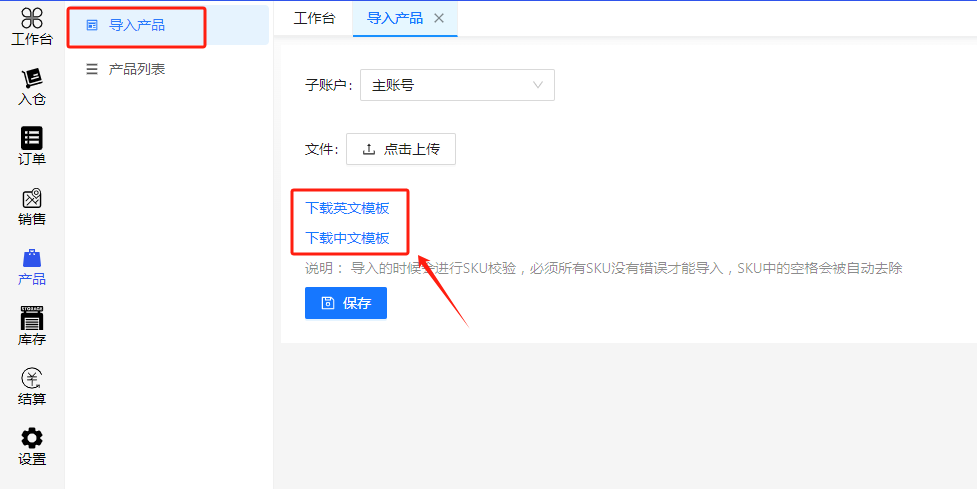 工作台
入仓
订单
销售
产品
库存
结算
设置
导入产品
产品列表
工作台 导入产品
子账户： 主账号
文件： 点击上传
下载英文模板
下载中文模板
说明： 导入的时候会进行SKU校验，必须所有SKU没有错误才能导入，SKU中的空格会被自动去除
保存